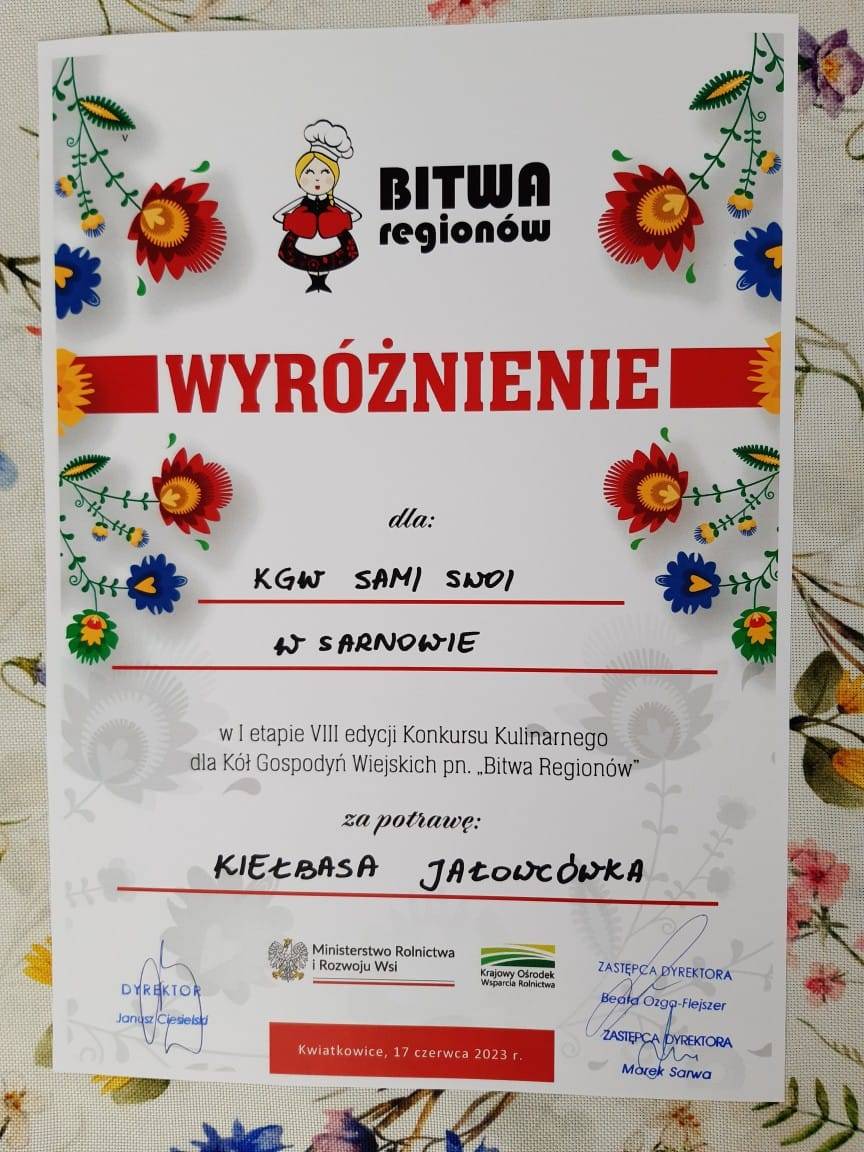 BITWA
regionów
WYRÓŻNIENIE
dla:
KGW SAMI SWOI
W SARNOWIE
w I etapie VIII edycji Konkursu Kulinarnego
dla Kół Gospodyń Wiejskich pn. „Bitwa Regionów”
za potrawę:
KIEŁBASA JAŁOWCÓWKA
Ministerstwo Rolnictwa
i Rozwoju Wsi
Krajowy Ośrodek
Wsparcia Rolnictwa
DYREKTOR
Janusz Ciesielski
ZASTĘPCA DYREKTORA
Beata Ozga-Flejszer
ZASTĘPCA DYREKTORA
Marek Sarwa
Kwiatkowice, 17 czerwca 2023 r.